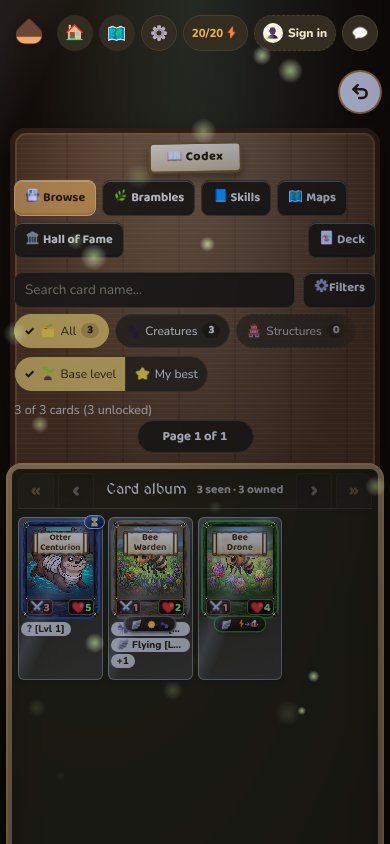 20/20 Sign in
Codex
Browse Brambles Skills Maps
Hall of Fame Deck
Search card name... Filters
All 3 Creatures 3 Structures 0
Base level My best
3 of 3 cards (3 unlocked)
Page 1 of 1
« ‹ Card album 3 seen · 3 owned › »
Otter Bee Bee
Centurion Warden Drone
3 5 1 2 1 4
? [Lvl 1]
Flying [L...
+1